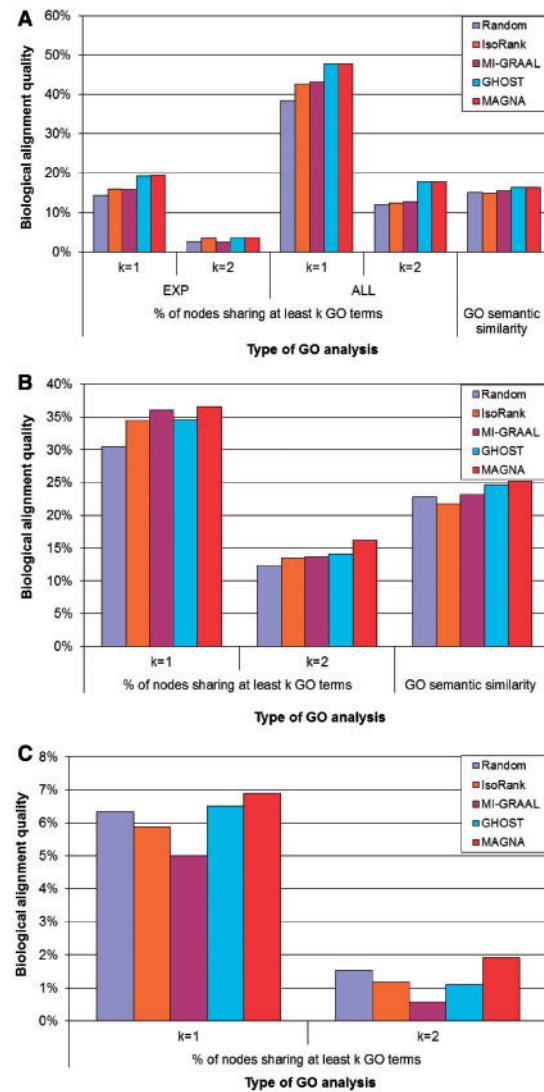 A
60%
50%
40%
30%
20%
10%
0%
Biological alignment quality
Random
IsoRank
MI-GRAAL
GHOST
MAGNA
k=1
k=2
k=1
k=2
EXP
ALL
% of nodes sharing at least k GO terms
GO semantic
similarity
Type of GO analysis
B
40%
35%
30%
25%
20%
15%
10%
5%
0%
Biological alignment quality
Random
IsoRank
MI-GRAAL
GHOST
MAGNA
k=1
k=2
% of nodes sharing at least k GO terms
GO semantic similarity
Type of GO analysis
C
8%
7%
6%
5%
4%
3%
2%
1%
0%
Biological alignment quality
Random
IsoRank
MI-GRAAL
GHOST
MAGNA
k=1
k=2
% of nodes sharing at least k GO terms
Type of GO analysis